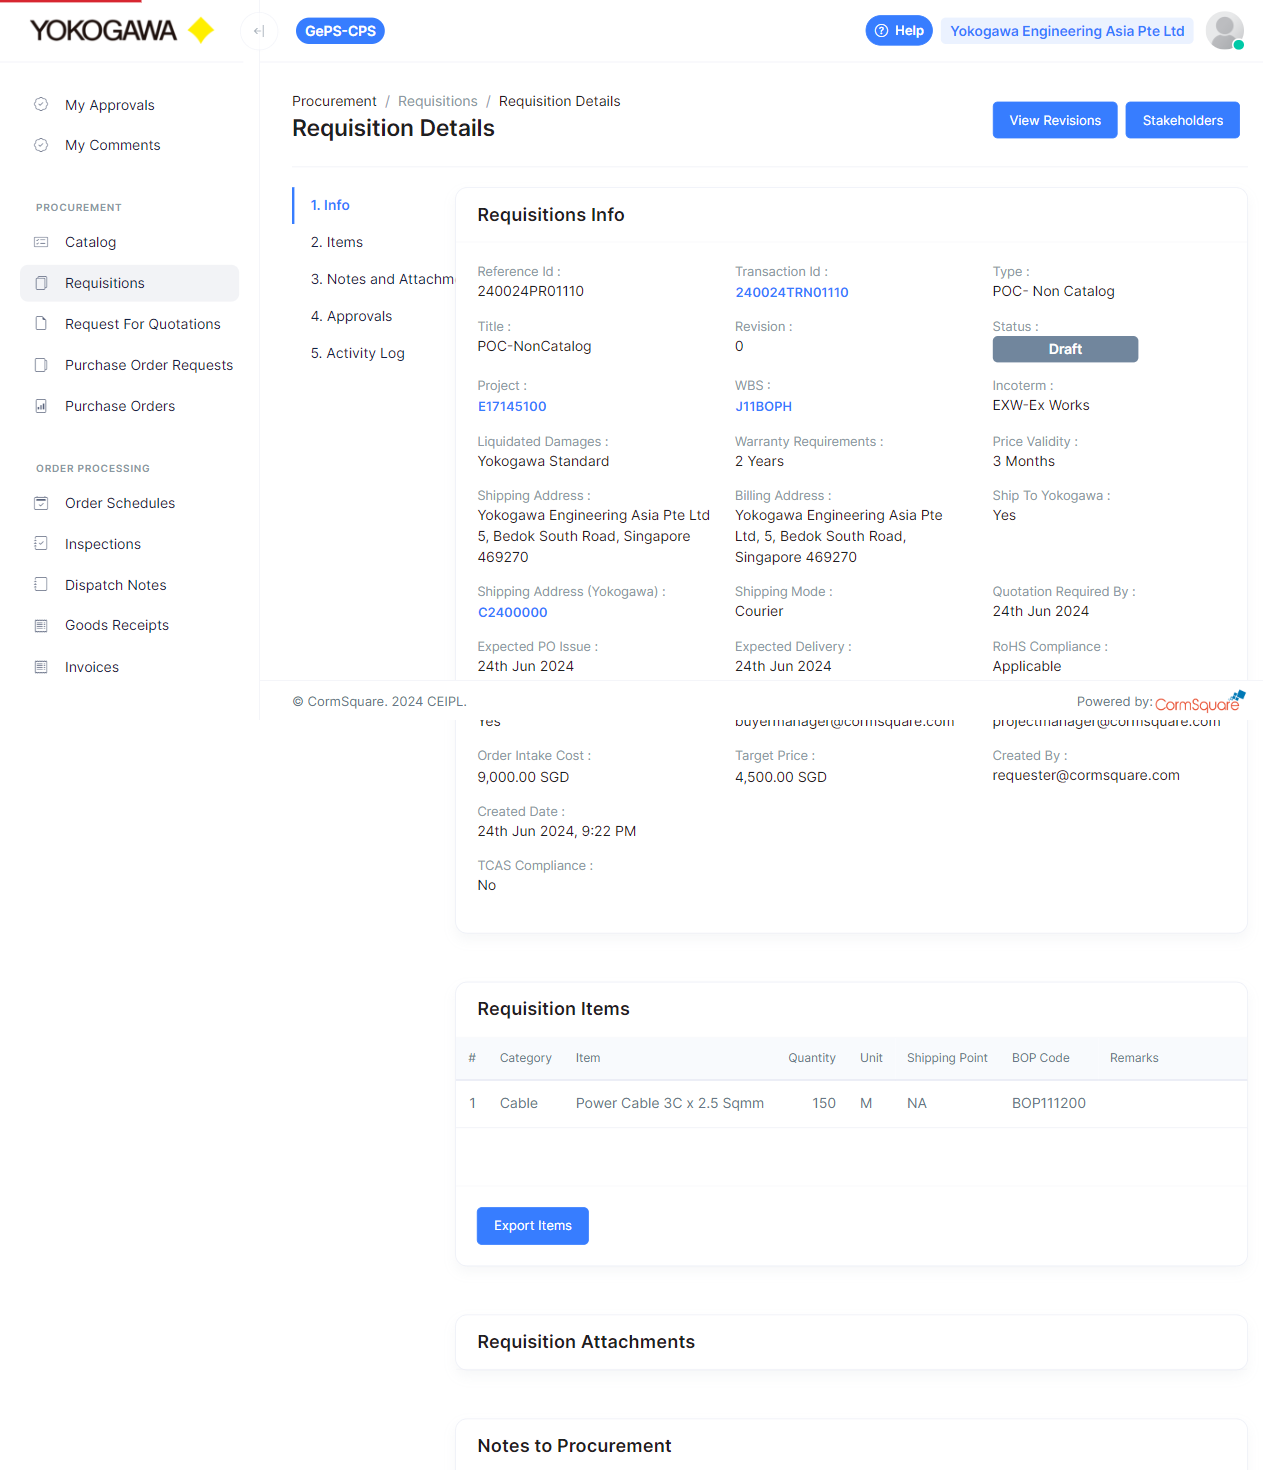 YOKOGAWA
GePS-CPS
Help
Yokogawa Engineering Asia Pte Ltd
My Approvals
My Comments
PROCUREMENT
Catalog
Requisitions
Request For Quotations
Purchase Order Requests
Purchase Orders
ORDER PROCESSING
Order Schedules
Inspections
Dispatch Notes
Goods Receipts
Invoices
Procurement / Requisitions / Requisition Details
Requisition Details
View Revisions
Stakeholders
1. Info
2. Items
3. Notes and Attachm
4. Approvals
5. Activity Log
Requisitions Info
Reference Id :
240024PR01110
Transaction Id :
240024TRN01110
Type :
POC- Non Catalog
Title :
POC-NonCatalog
Revision :
0
Status :
Draft
Project :
E17145100
WBS :
J11BOPH
Incoterm :
EXW-Ex Works
Liquidated Damages :
Yokogawa Standard
Warranty Requirements :
2 Years
Price Validity :
3 Months
Shipping Address :
Yokogawa Engineering Asia Pte Ltd
5, Bedok South Road, Singapore
469270
Billing Address :
Yokogawa Engineering Asia Pte
Ltd, 5, Bedok South Road,
Singapore 469270
Ship To Yokogawa :
Yes
Shipping Address (Yokogawa) :
C2400000
Shipping Mode :
Courier
Quotation Required By :
24th Jun 2024
Expected PO Issue :
24th Jun 2024
Expected Delivery :
24th Jun 2024
RoHS Compliance :
Applicable
© CormSquare. 2024 CEIPL.
Powered by: CormSquare
Yes
buyermanager@cormsquare.com
projectmanager@cormsquare.com
Order Intake Cost :
9,000.00 SGD
Target Price :
4,500.00 SGD
Created By :
requester@cormsquare.com
Created Date :
24th Jun 2024, 9:22 PM
TCAS Compliance :
No
Requisition Items
# Category Item Quantity Unit Shipping Point BOP Code Remarks
1 Cable Power Cable 3C x 2.5 Sqmm 150 M NA BOP111200
Export Items
Requisition Attachments
Notes to Procurement